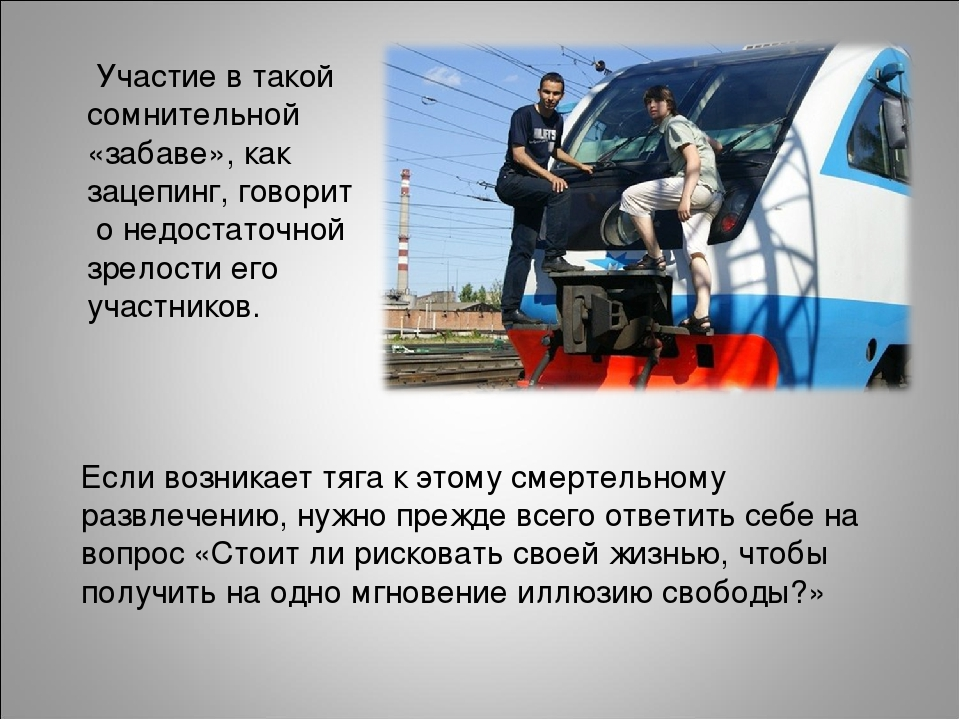 Участие в такой
сомнительной
«забаве», как
зацепинг, говорит
о недостаточной
зрелости его
участников.
Если возникает тяга к этому смертельному
развлечению, нужно прежде всего ответить себе на
вопрос «Стоит ли рисковать своей жизнью, чтобы
получить на одно мгновение иллюзию свободы?»